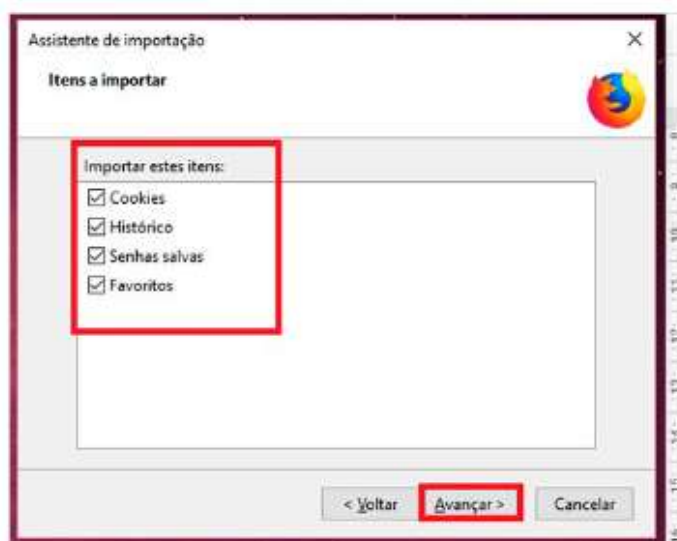 Assistente de importação
Itens a importar
Importar estes itens:
Cookies
Histórico
Senhas salvas
Favoritos
< Voltar
Avançar >
Cancelar